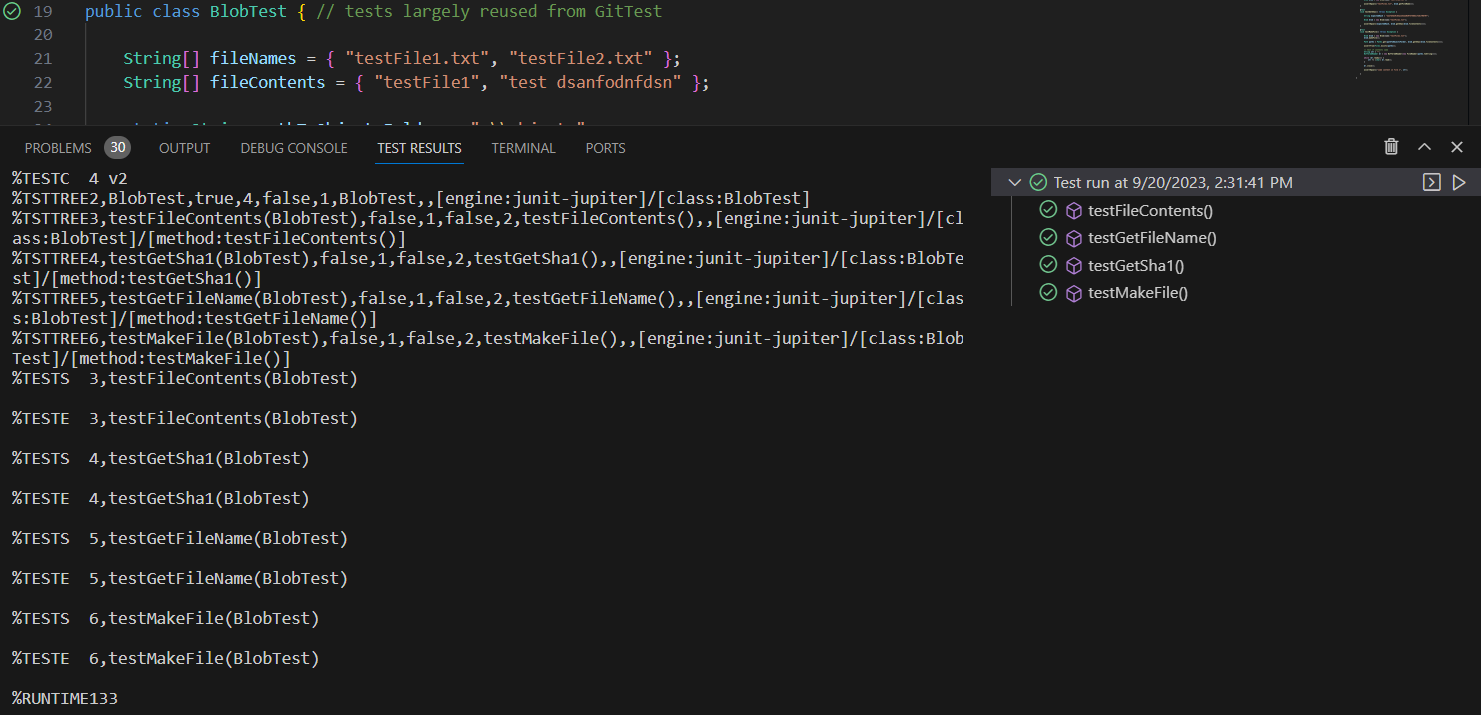 19 public class BlobTest { // tests largely reused from GitTest
20
21 String[] fileNames = { "testFile1.txt", "testFile2.txt" };
22 String[] fileContents = { "testFile1", "test dsanfodnfdsn" };
23
PROBLEMS 30 OUTPUT DEBUG CONSOLE TEST RESULTS TERMINAL PORTS
%TESTC  4 v2
%TSTTREE2,BlobTest,true,4,false,1,BlobTest,,[engine:junit-jupiter]/[class:BlobTest]
%TSTTREE3,testFileContents(BlobTest),false,1,false,2,testFileContents(),,[engine:junit-jupiter]/[cl
ass:BlobTest]/[method:testFileContents()]
%TSTTREE4,testGetSha1(BlobTest),false,1,false,2,testGetSha1(),,[engine:junit-jupiter]/[class:BlobTe
st]/[method:testGetSha1()]
%TSTTREE5,testGetFileName(BlobTest),false,1,false,2,testGetFileName(),,[engine:junit-jupiter]/[clas
s:BlobTest]/[method:testGetFileName()]
%TSTTREE6,testMakeFile(BlobTest),false,1,false,2,testMakeFile(),,[engine:junit-jupiter]/[class:Blob
Test]/[method:testMakeFile()]
%TESTS  3,testFileContents(BlobTest)
%TESTE  3,testFileContents(BlobTest)
%TESTS  4,testGetSha1(BlobTest)
%TESTE  4,testGetSha1(BlobTest)
%TESTS  5,testGetFileName(BlobTest)
%TESTE  5,testGetFileName(BlobTest)
%TESTS  6,testMakeFile(BlobTest)
%TESTE  6,testMakeFile(BlobTest)
%RUNTIME133
Test run at 9/20/2023, 2:31:41 PM
testFileContents()
testGetFileName()
testGetSha1()
testMakeFile()